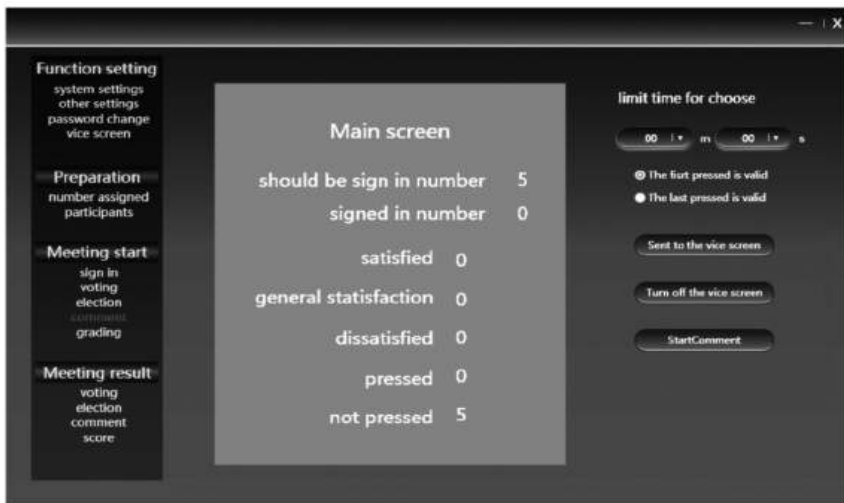 — | X
Function setting
system settings
other settings
password change
vice screen
Preparation
number assigned
participants
Meeting start
sign in
voting
election
comment
grading
Meeting result
voting
election
comment
score
Main screen
should be sign in number 5
signed in number 0
satisfied 0
general statisfaction 0
dissatisfied 0
pressed 0
not pressed 5
limit time for choose
00 m 00 s
The fiurt pressed is valid
The last pressed is valid
Sent to the vice screen
Turn off the vice screen
StartComment